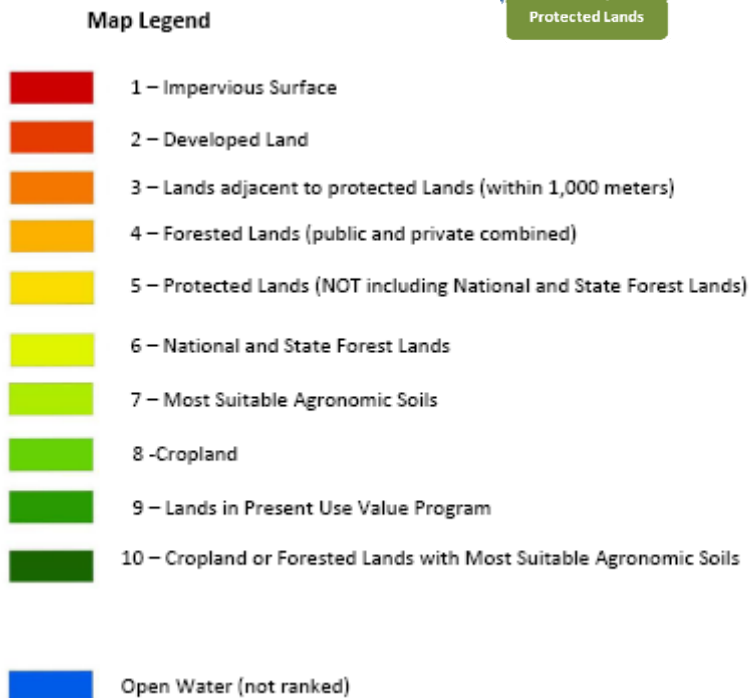 Protected Lands
Map Legend
1 – Impervious Surface
2 – Developed Land
3 – Lands adjacent to protected Lands (within 1,000 meters)
4 – Forested Lands (public and private combined)
5 – Protected Lands (NOT including National and State Forest Lands)
6 – National and State Forest Lands
7 – Most Suitable Agronomic Soils
8 -Cropland
9 – Lands in Present Use Value Program
10 – Cropland or Forested Lands with Most Suitable Agronomic Soils
Open Water (not ranked)